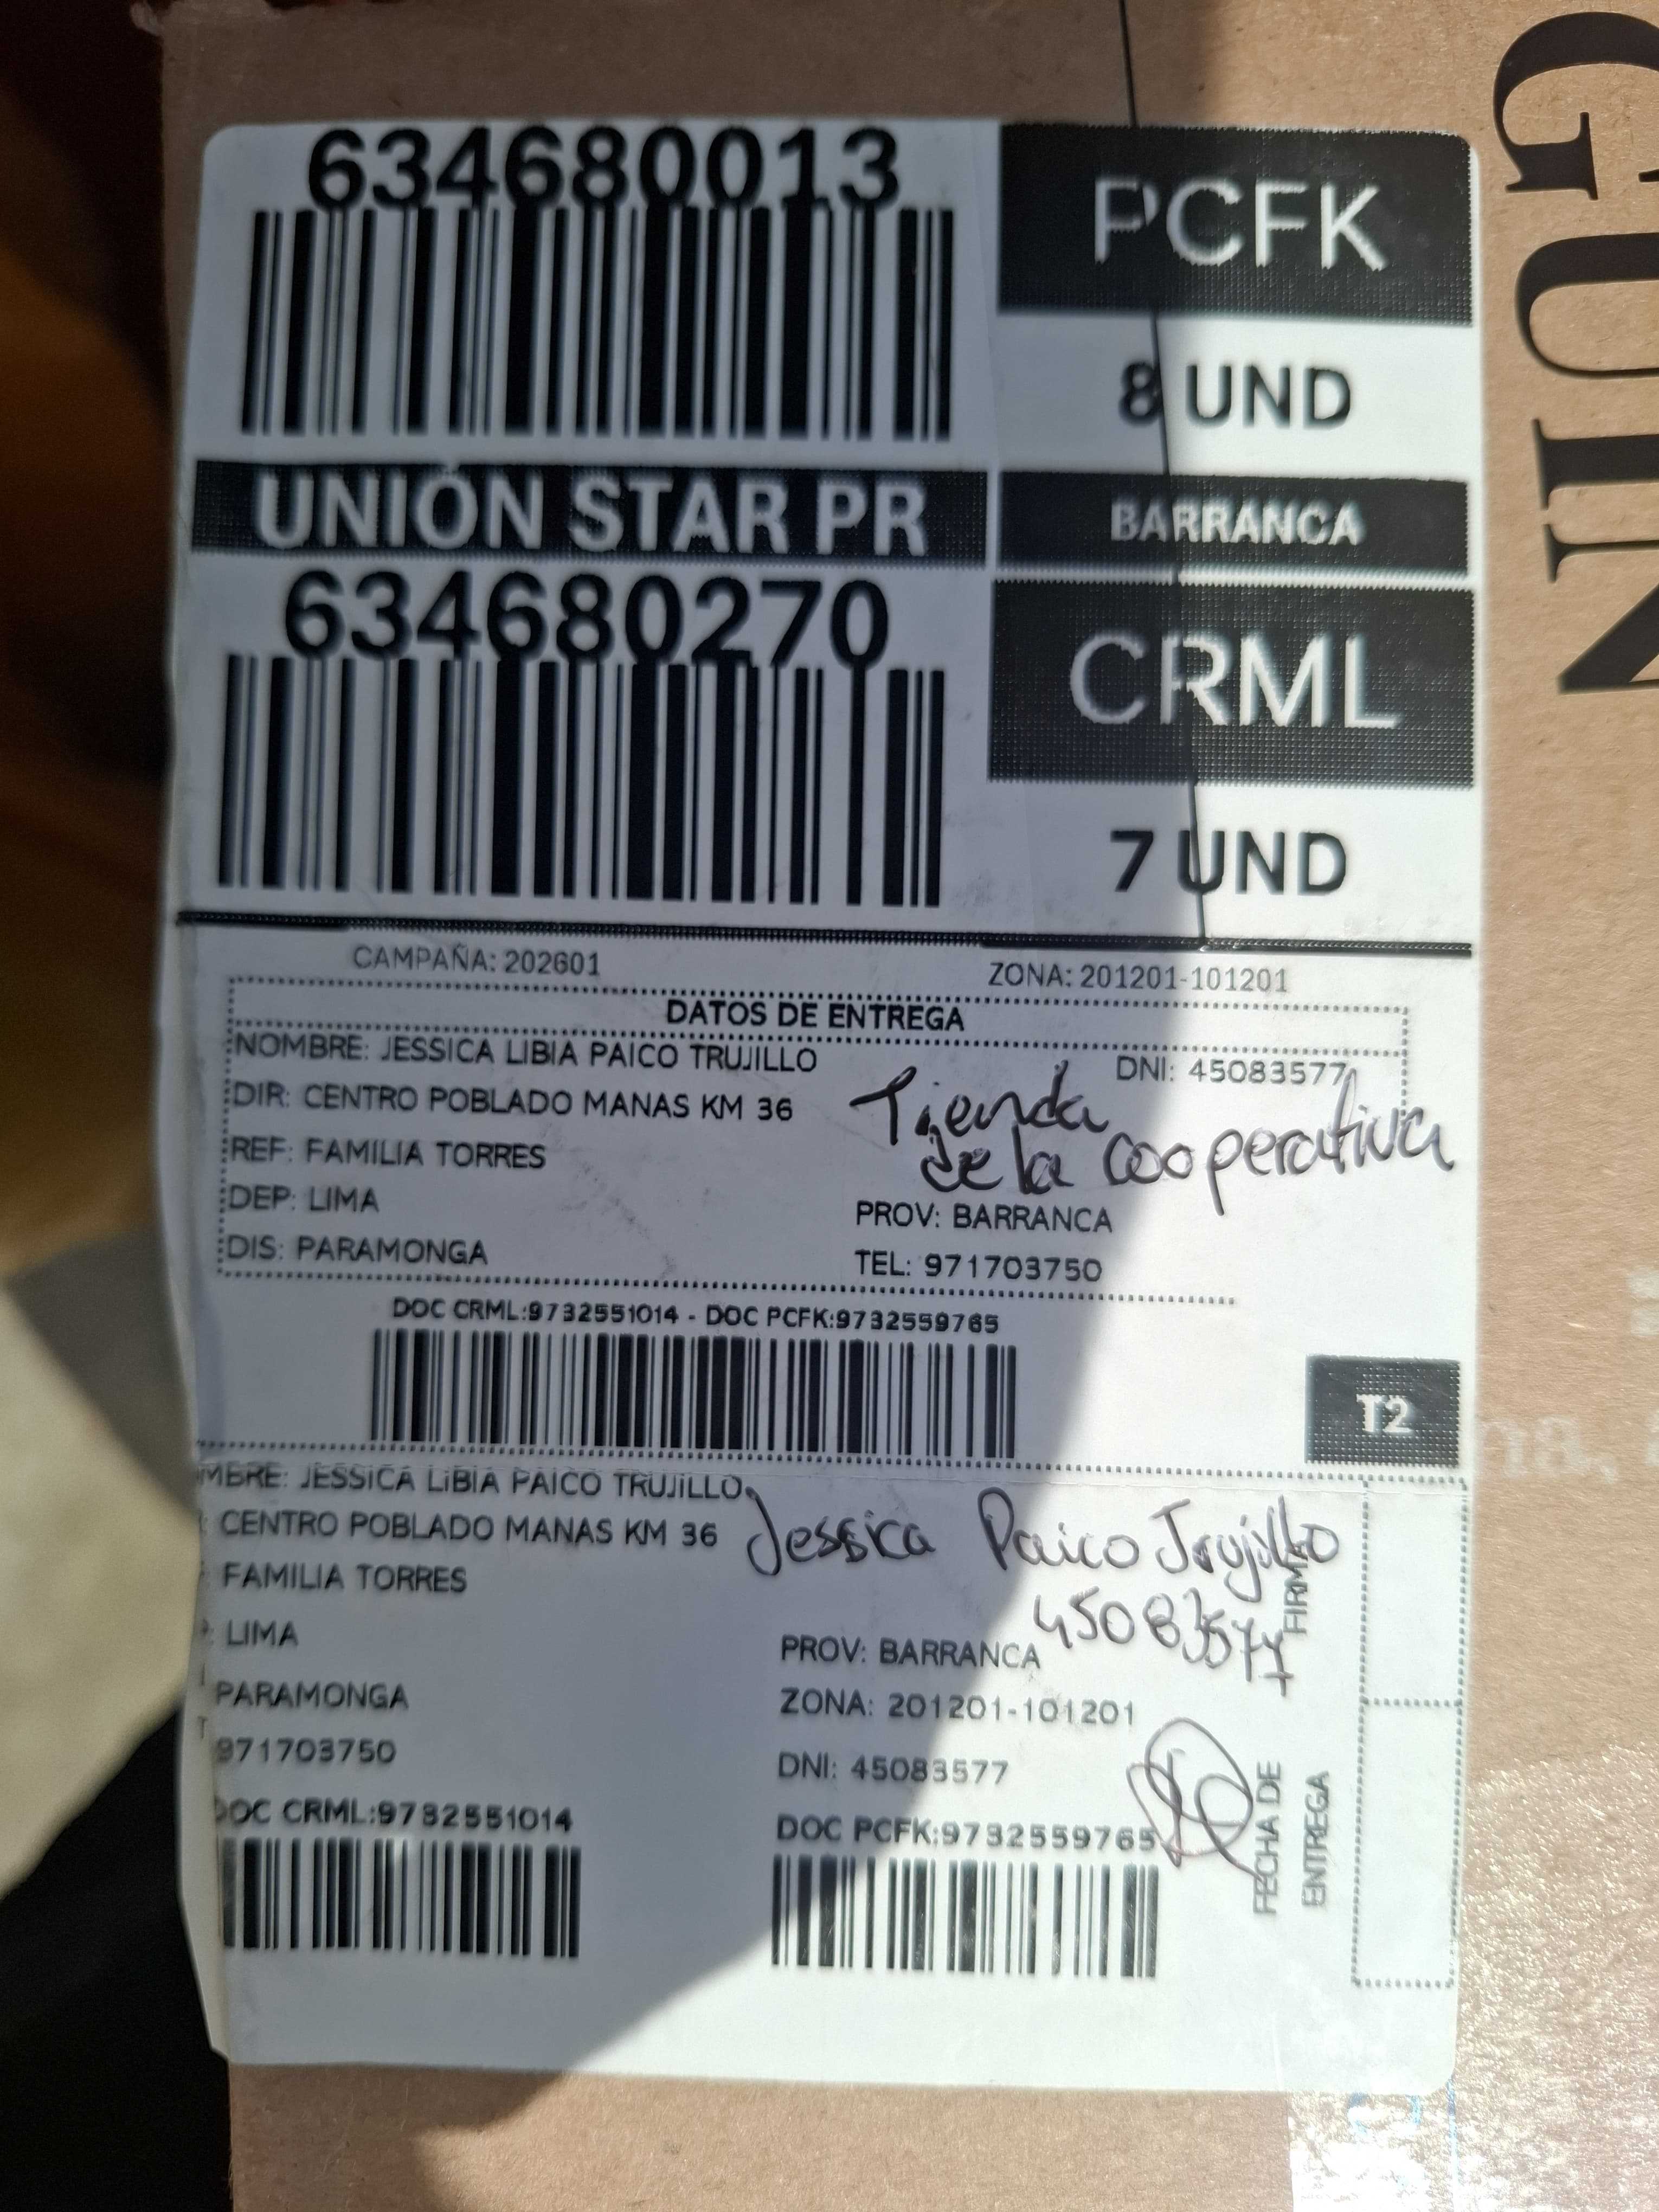 634680013
PCFK
8 UND
UNIÓN STAR PR
BARRANCA
634680270
CRML
7 UND
CAMPAÑA: 202601
ZONA: 201201-101201
DATOS DE ENTREGA
NOMBRE: JESSICA LIBIA PAICO TRUJILLO
DNI: 45083577
DIR: CENTRO POBLADO MANAS KM 36
Tienda
de la cooperativa
REF: FAMILIA TORRES
DEP: LIMA
PROV: BARRANCA
DIS: PARAMONGA
TEL: 971703750
DOC CRML:9732551014 - DOC PCFK:9732559765
T2
MBRE: JESSICA LIBIA PAICO TRUJILLO
CENTRO POBLADO MANAS KM 36
Jessica Paico Trujillo
45083577
FIRMA
FAMILIA TORRES
LIMA
PROV: BARRANCA
PARAMONGA
ZONA: 201201-101201
971703750
DNI: 45083577
DOC CRML:9732551014
DOC PCFK:9732559765
FECHA DE
ENTREGA
GUIN